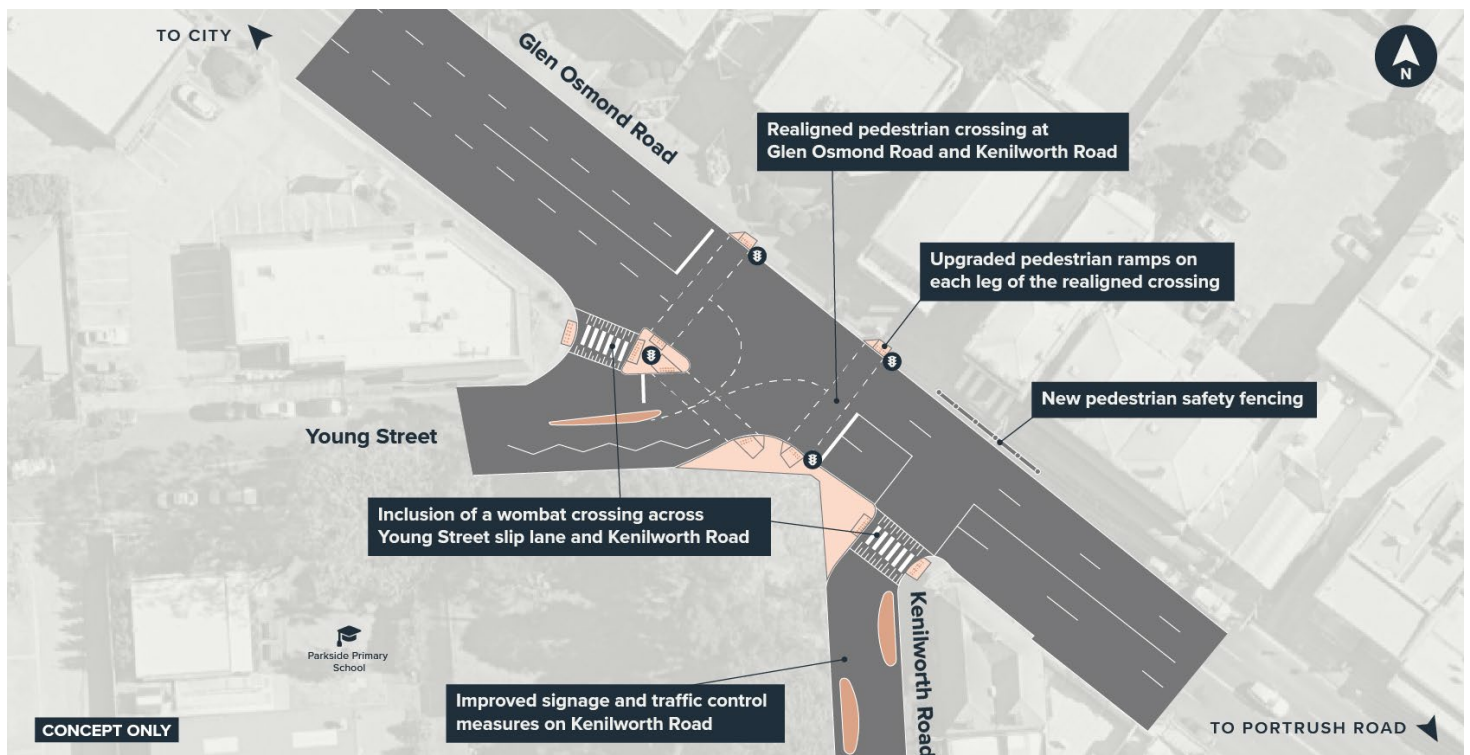 TO CITY
Glen Osmond Road
N
Realigned pedestrian crossing at
Glen Osmond Road and Kenilworth Road
Upgraded pedestrian ramps on
each leg of the realigned crossing
New pedestrian safety fencing
Young Street
Inclusion of a wombat crossing across
Young Street slip lane and Kenilworth Road
Kenilworth Road
Parkside Primary
School
Improved signage and traffic control
measures on Kenilworth Road
CONCEPT ONLY
TO PORTRUSH ROAD